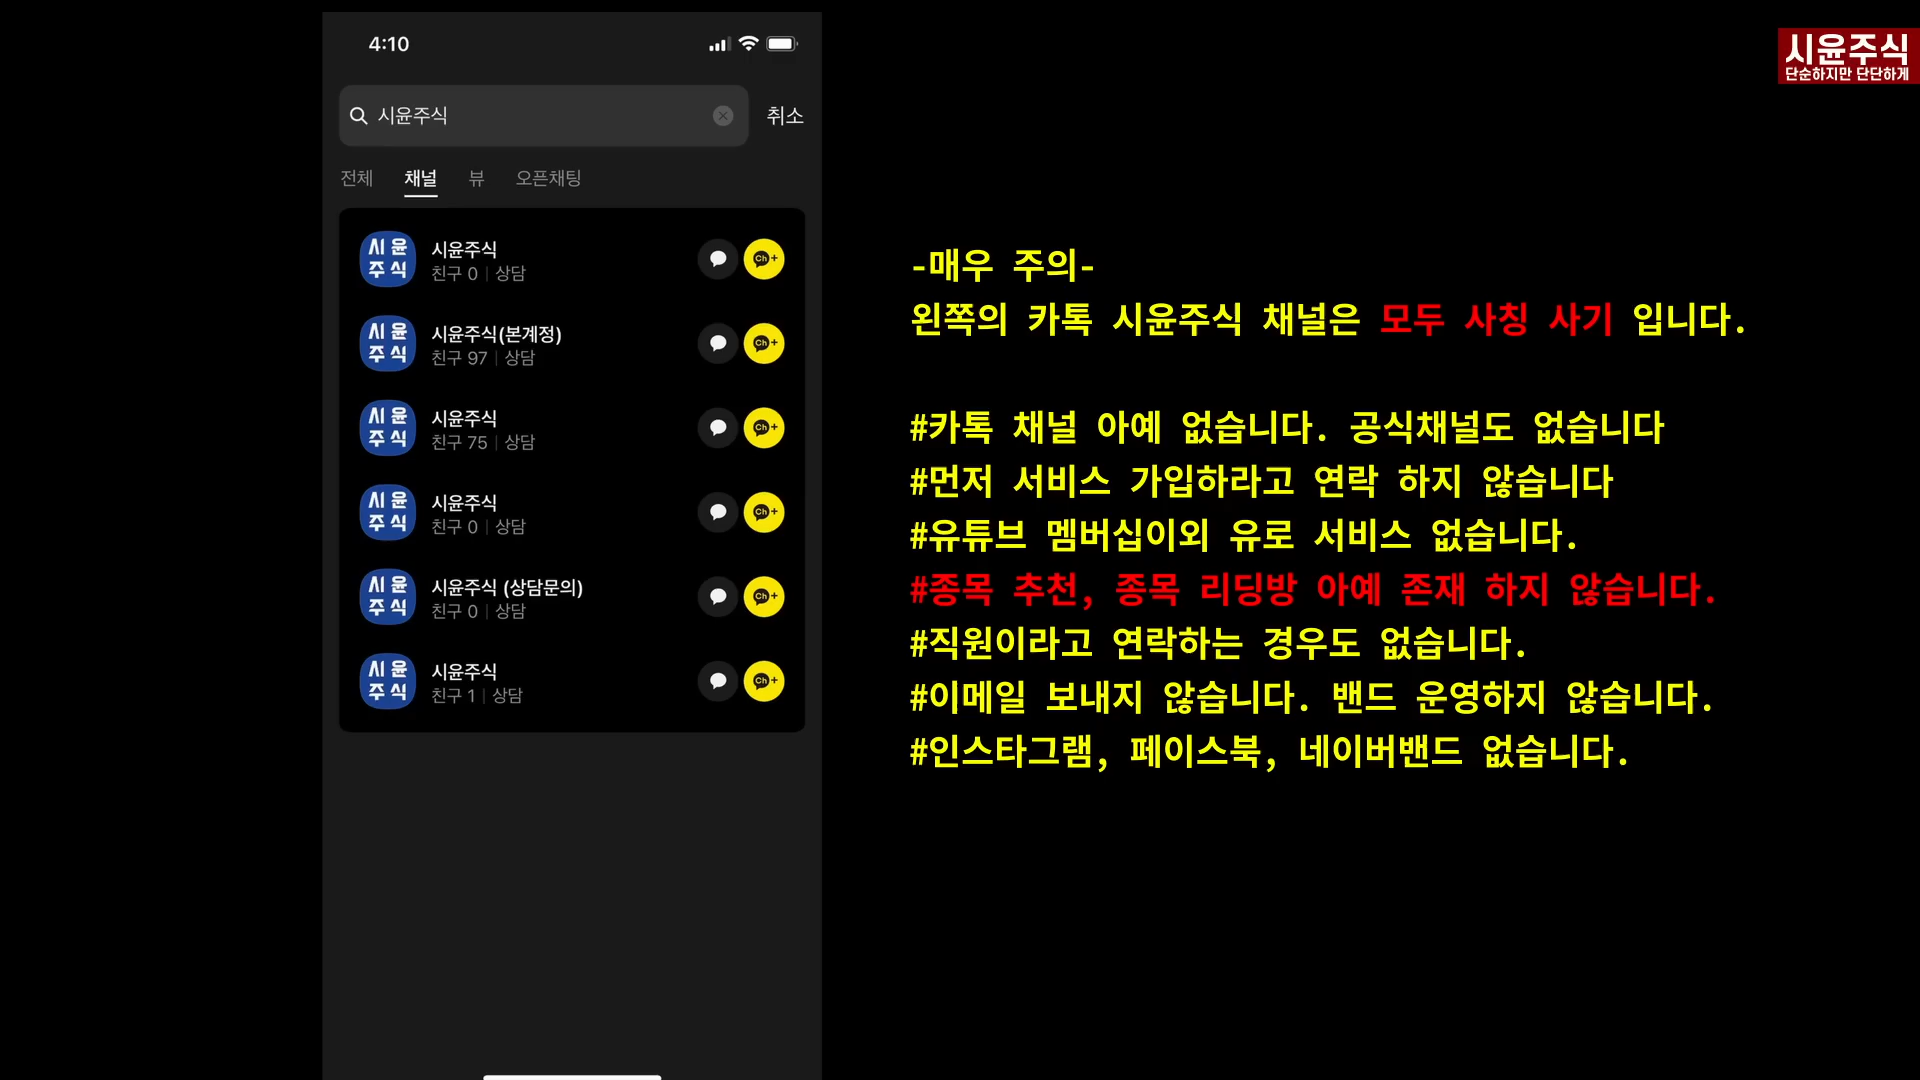 4:10
시윤주식
취소
전체 채널 뷰 오픈채팅
시윤주식
시윤주식
친구 0 | 상담
Ch+
시윤주식
시윤주식(본계정)
친구 97 | 상담
Ch+
시윤주식
시윤주식
친구 75 | 상담
Ch+
시윤주식
시윤주식
친구 0 | 상담
Ch+
시윤주식
시윤주식 (상담문의)
친구 0 | 상담
Ch+
시윤주식
시윤주식
친구 1 | 상담
Ch+
시윤주식
단순하지만 단단하게
-매우 주의-
왼쪽의 카톡 시윤주식 채널은 모두 사칭 사기 입니다.
#카톡 채널 아예 없습니다. 공식채널도 없습니다
#먼저 서비스 가입하라고 연락 하지 않습니다
#유튜브 멤버십이외 유로 서비스 없습니다.
#종목 추천, 종목 리딩방 아예 존재 하지 않습니다.
#직원이라고 연락하는 경우도 없습니다.
#이메일 보내지 않습니다. 밴드 운영하지 않습니다.
#인스타그램, 페이스북, 네이버밴드 없습니다.